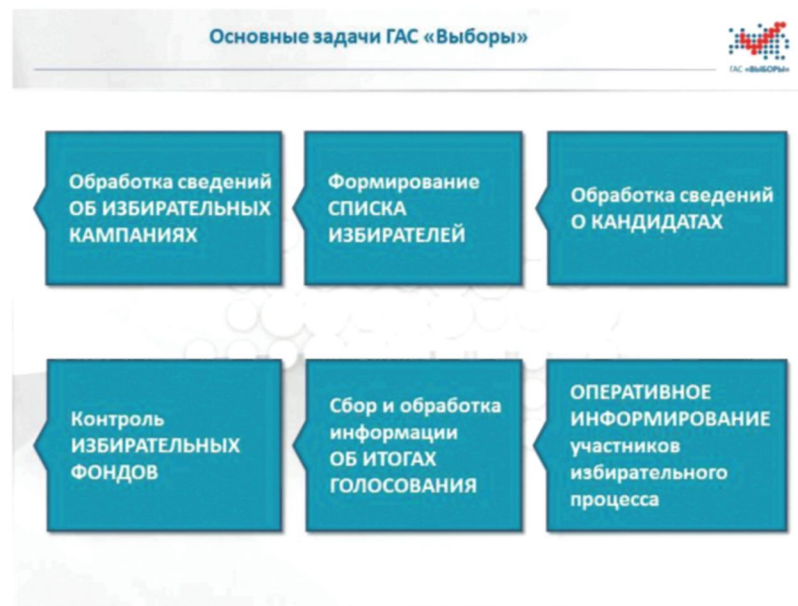 Основные задачи ГАС «Выборы»
ГАС «ВЫБОРЫ»
Обработка сведений
ОБ ИЗБИРАТЕЛЬНЫХ
КАМПАНИЯХ
Формирование
СПИСКА
ИЗБИРАТЕЛЕЙ
Обработка сведений
О КАНДИДАТАХ
Контроль
ИЗБИРАТЕЛЬНЫХ
ФОНДОВ
Сбор и обработка
информации
ОБ ИТОГАХ
ГОЛОСОВАНИЯ
ОПЕРАТИВНОЕ
ИНФОРМИРОВАНИЕ
участников
избирательного
процесса